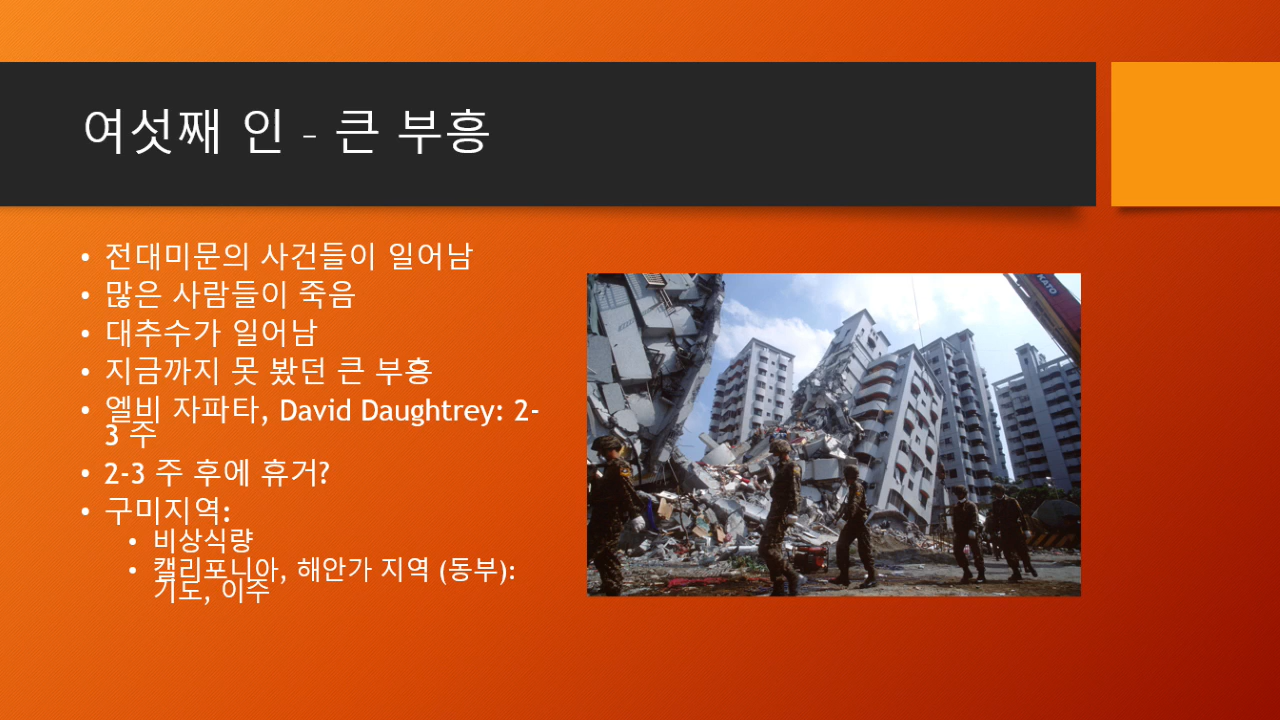 여섯째 인 - 큰 부흥
• 전대미문의 사건들이 일어남
• 많은 사람들이 죽음
• 대추수가 일어남
• 지금까지 못 봤던 큰 부흥
• 엘비 자파타, David Daughtrey: 2-
3 주
• 2-3 주 후에 휴거?
• 구미지역:
• 비상식량
• 캘리포니아, 해안가 지역 (동부):
기도, 이주
KATO